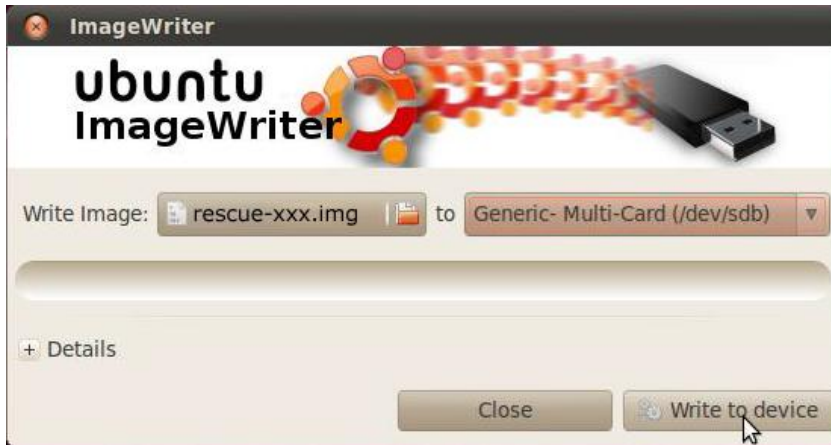 ImageWriter
ubuntu
ImageWriter
Write Image: rescue-xxx.img to Generic- Multi-Card (/dev/sdb)
+ Details
Close Write to device